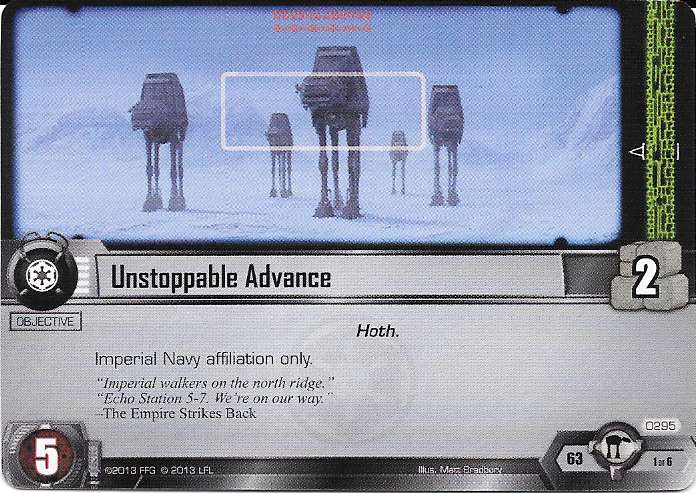 Unstoppable Advance
2
OBJECTIVE
Hoth.
Imperial Navy affiliation only.
“Imperial walkers on the north ridge.”
“Echo Station 5-7. We're on our way.”
–The Empire Strikes Back
5
©2013 FFG © 2013 LFL
Illus. Matt Bradbury
0295
63
1 of 6